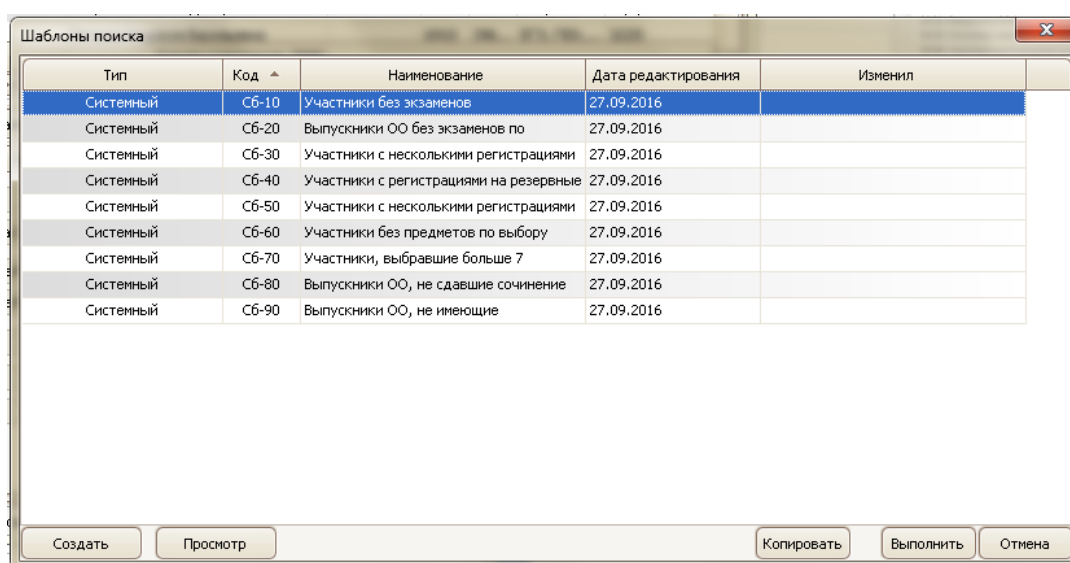 Шаблоны поиска
Тип Код Наименование Дата редактирования Изменил
Системный Сб-10 Участники без экзаменов 27.09.2016
Системный Сб-20 Выпускники ОО без экзаменов по 27.09.2016
Системный Сб-30 Участники с несколькими регистрациями 27.09.2016
Системный Сб-40 Участники с регистрациями на резервные 27.09.2016
Системный Сб-50 Участники с несколькими регистрациями 27.09.2016
Системный Сб-60 Участники без предметов по выбору 27.09.2016
Системный Сб-70 Участники, выбравшие больше 7 27.09.2016
Системный Сб-80 Выпускники ОО, не сдавшие сочинение 27.09.2016
Системный Сб-90 Выпускники ОО, не имеющие 27.09.2016
Создать Просмотр Копировать Выполнить Отмена